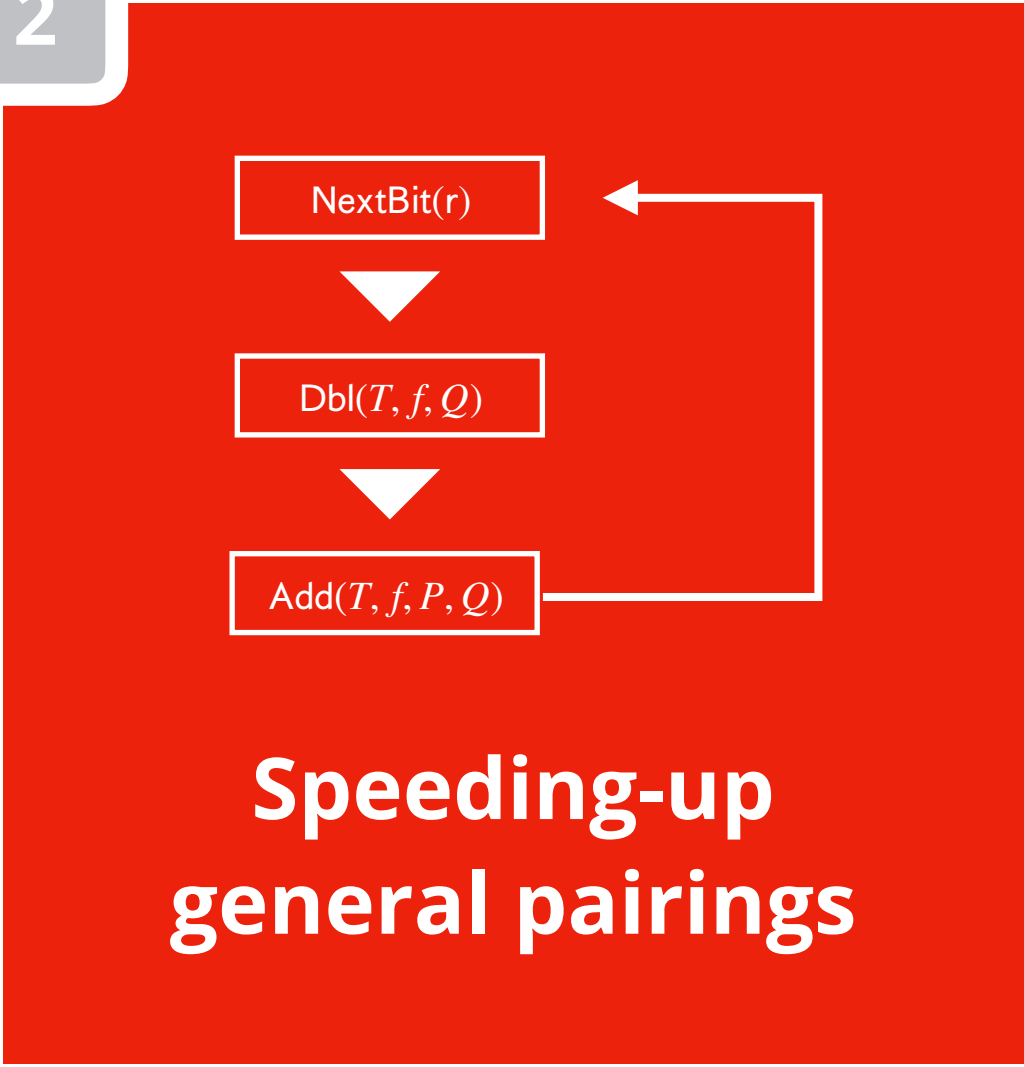 2
NextBit(r)
Dbl(T, f, Q)
Add(T, f, P, Q)
Speeding-up
general pairings